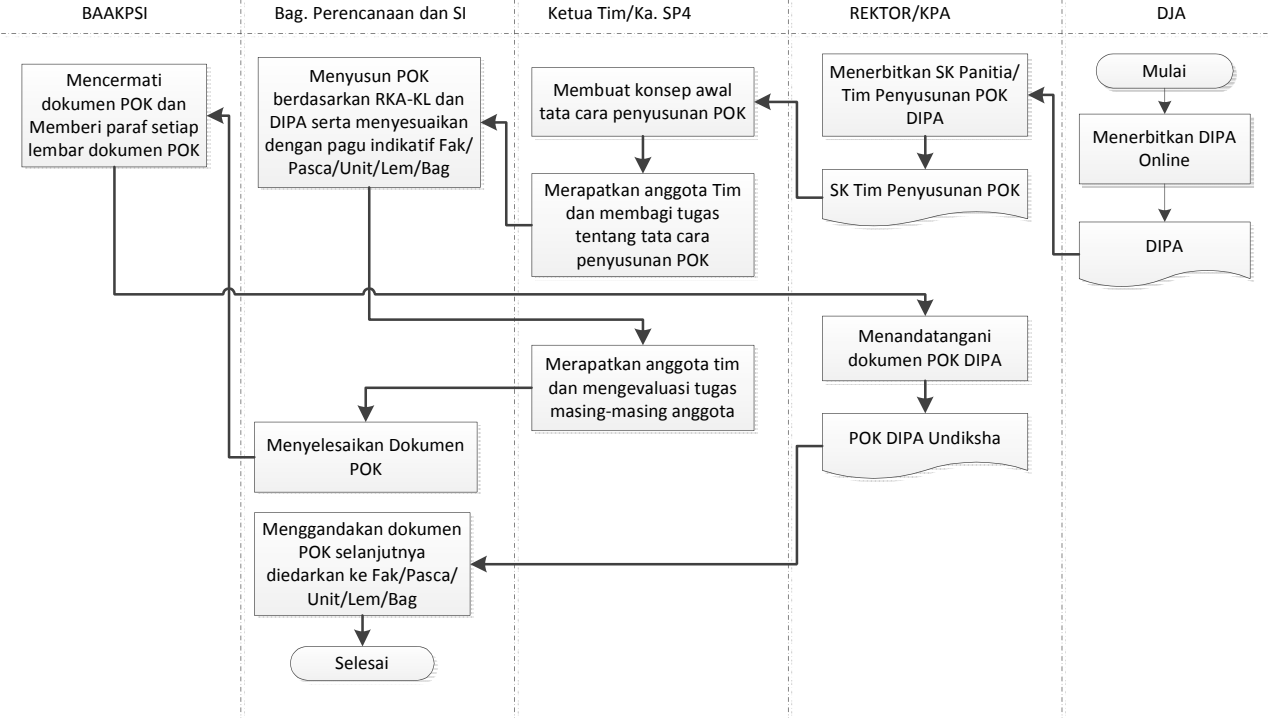 BAAKPSI
Bag. Perencanaan dan SI
Ketua Tim/Ka. SP4
REKTOR/KPA
DJA
Mulai
Menerbitkan DIPA
Online
DIPA
Menerbitkan SK Panitia/
Tim Penyusunan POK
DIPA
SK Tim Penyusunan POK
Membuat konsep awal
tata cara penyusunan POK
Merapatkan anggota Tim
dan membagi tugas
tentang tata cara
penyusunan POK
Menyusun POK
berdasarkan RKA-KL dan
DIPA serta menyesuaikan
dengan pagu indikatif Fak/
Pasca/Unit/Lem/Bag
Merapatkan anggota tim
dan mengevaluasi tugas
masing-masing anggota
Menyelesaikan Dokumen
POK
Mencermati
dokumen POK dan
Memberi paraf setiap
lembar dokumen POK
Menandatangani
dokumen POK DIPA
POK DIPA Undiksha
Menggandakan dokumen
POK selanjutnya
diedarkan ke Fak/Pasca/
Unit/Lem/Bag
Selesai